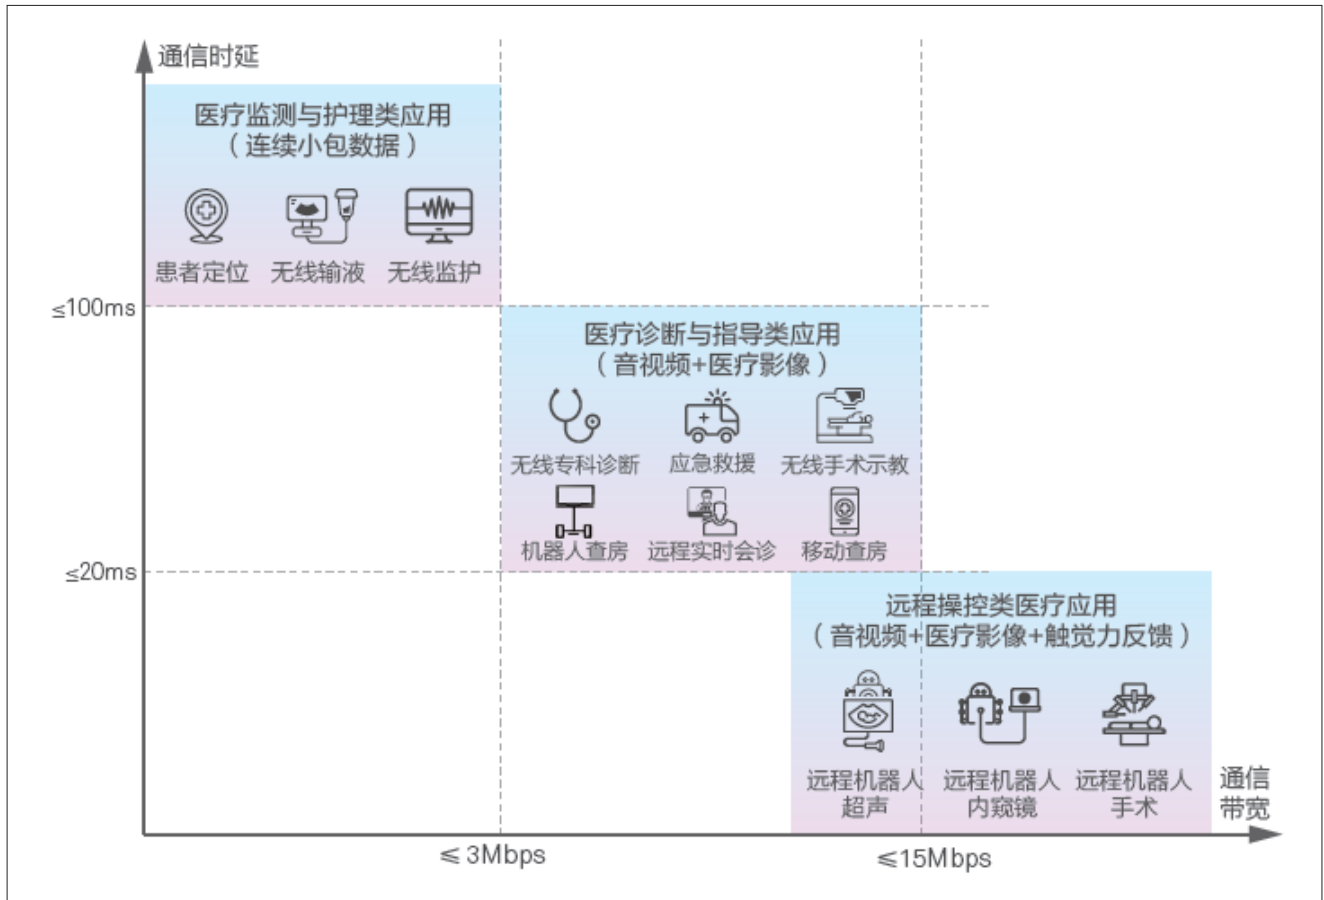 通信时延
医疗监测与护理类应用
（连续小包数据）
患者定位 无线输液 无线监护
≤100ms
医疗诊断与指导类应用
（音视频+医疗影像）
无线专科诊断 应急救援 无线手术示教
机器人查房 远程实时会诊 移动查房
≤20ms
远程操控类医疗应用
（音视频+医疗影像+触觉力反馈）
远程机器人 远程机器人 远程机器人
超声 内窥镜 手术
通信
带宽
≤ 3Mbps
≤15Mbps